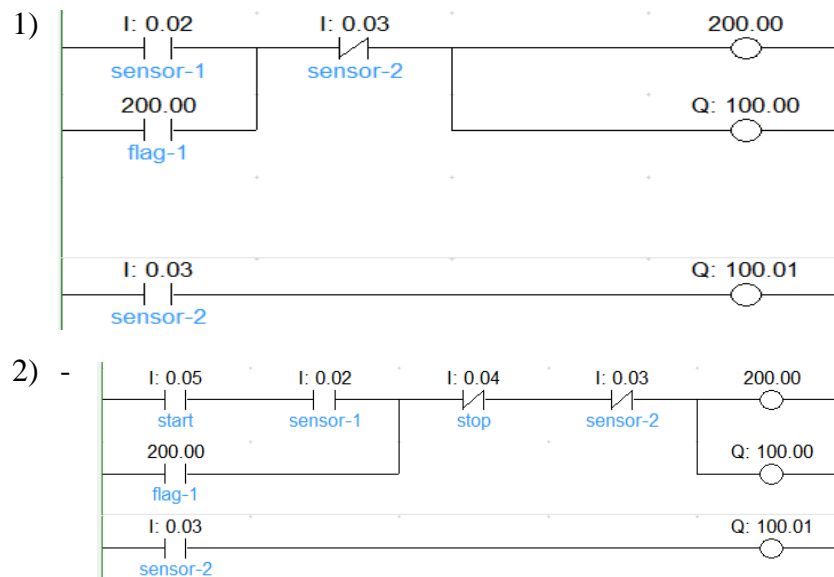 1)
I: 0.02 I: 0.03 200.00
sensor-1 sensor-2
200.00 Q: 100.00
flag-1
I: 0.03 Q: 100.01
sensor-2
2) -
I: 0.05 I: 0.02 I: 0.04 I: 0.03 200.00
start sensor-1 stop sensor-2
200.00 Q: 100.00
flag-1
I: 0.03 Q: 100.01
sensor-2